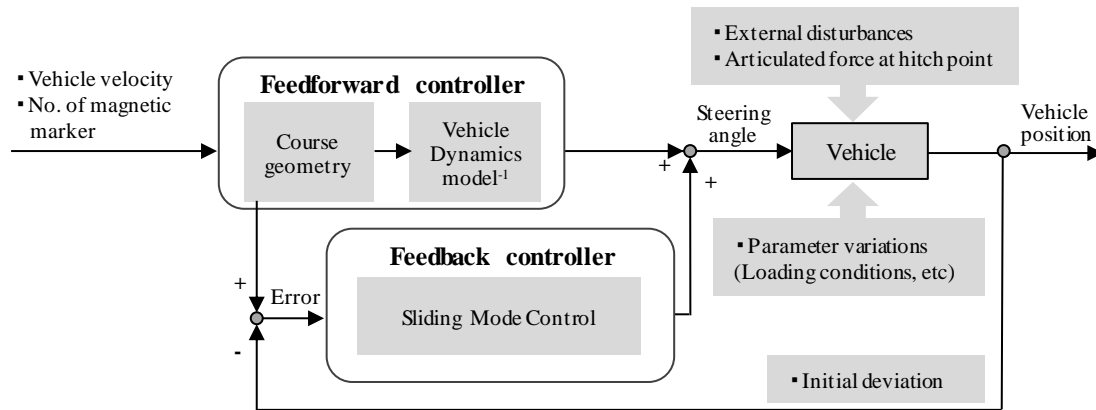 ▪ External disturbances
▪ Articulated force at hitch point
▪ Vehicle velocity
▪ No. of magnetic
marker
Feedforward controller
Course
geometry
Vehicle
Dynamics
model-1
Steering
angle
Vehicle
Vehicle
position
+
+
▪ Parameter variations
(Loading conditions, etc)
Feedback controller
+
Error
Sliding Mode Control
-
▪ Initial deviation